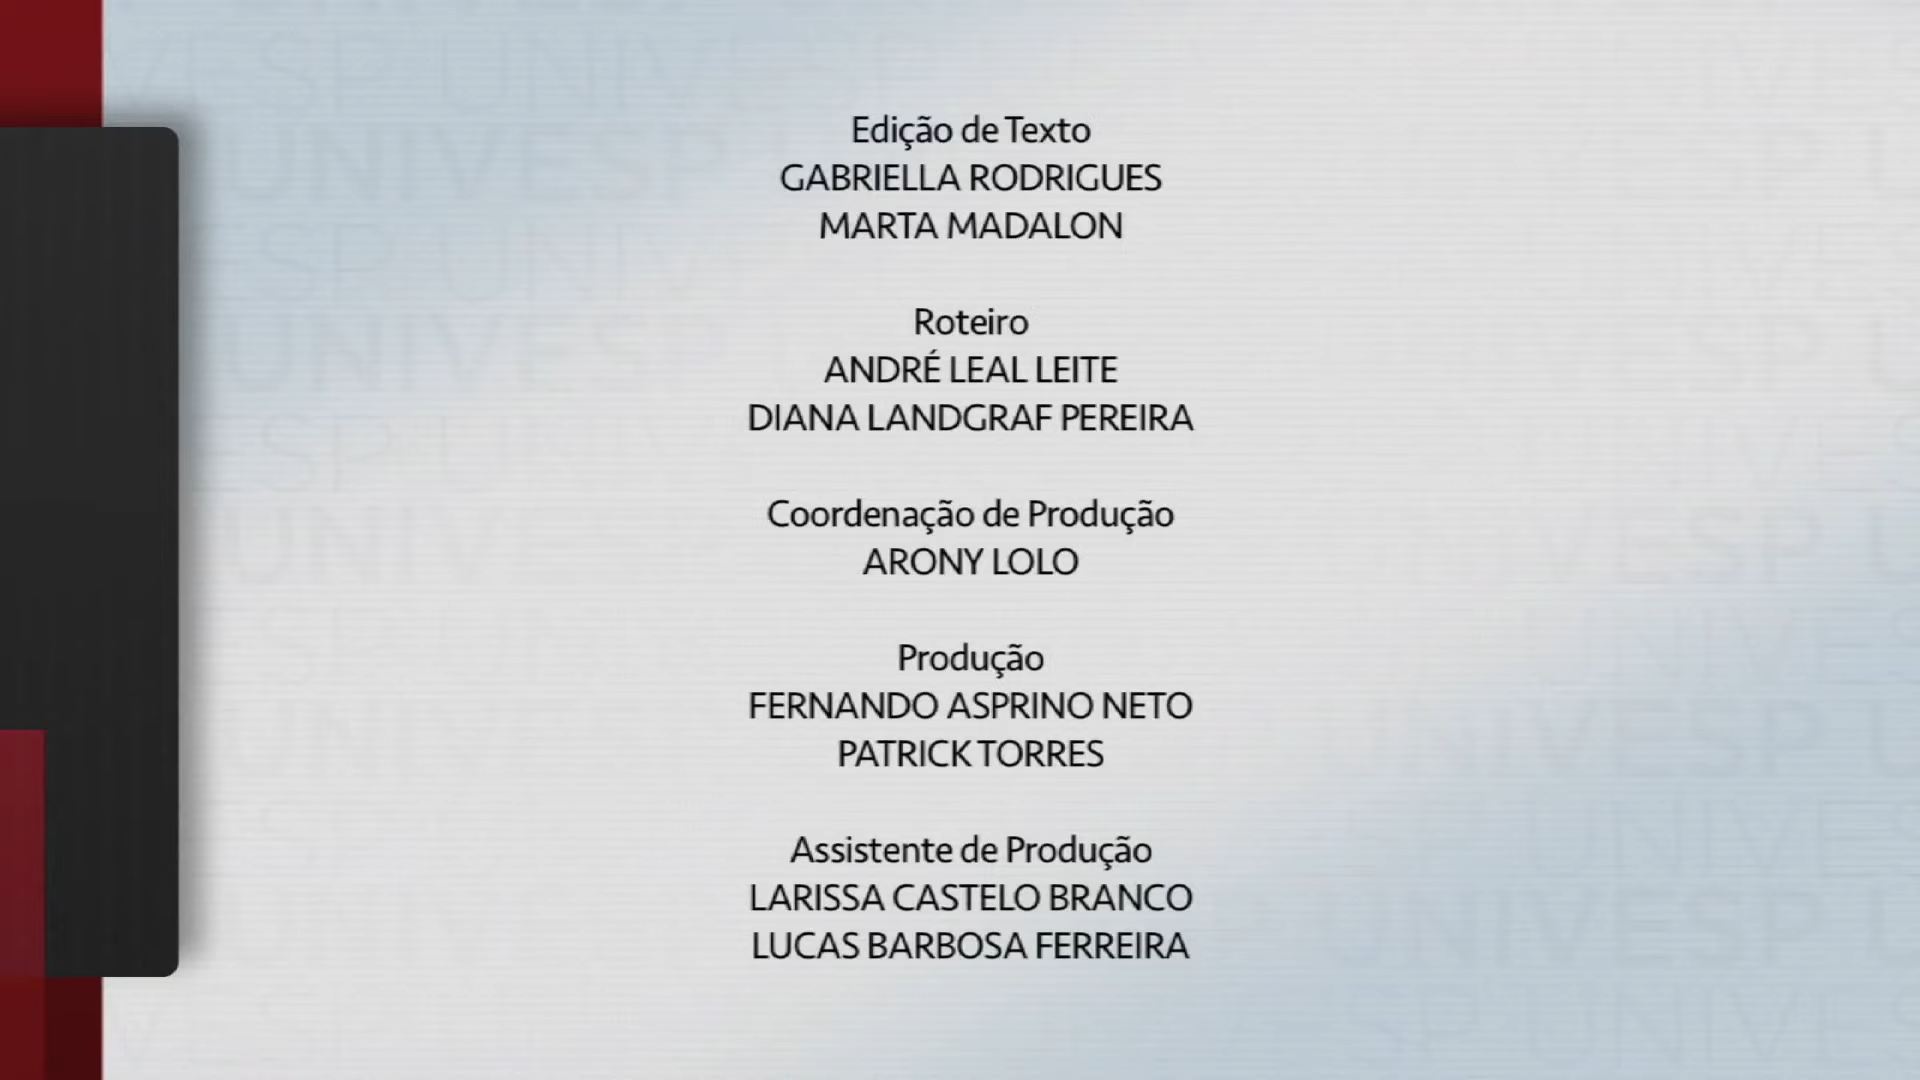 Edição de Texto
GABRIELLA RODRIGUES
MARTA MADALON
Roteiro
ANDRÉ LEAL LEITE
DIANA LANDGRAF PEREIRA
Coordenação de Produção
ARONY LOLO
Produção
FERNANDO ASPRINO NETO
PATRICK TORRES
Assistente de Produção
LARISSA CASTELO BRANCO
LUCAS BARBOSA FERREIRA